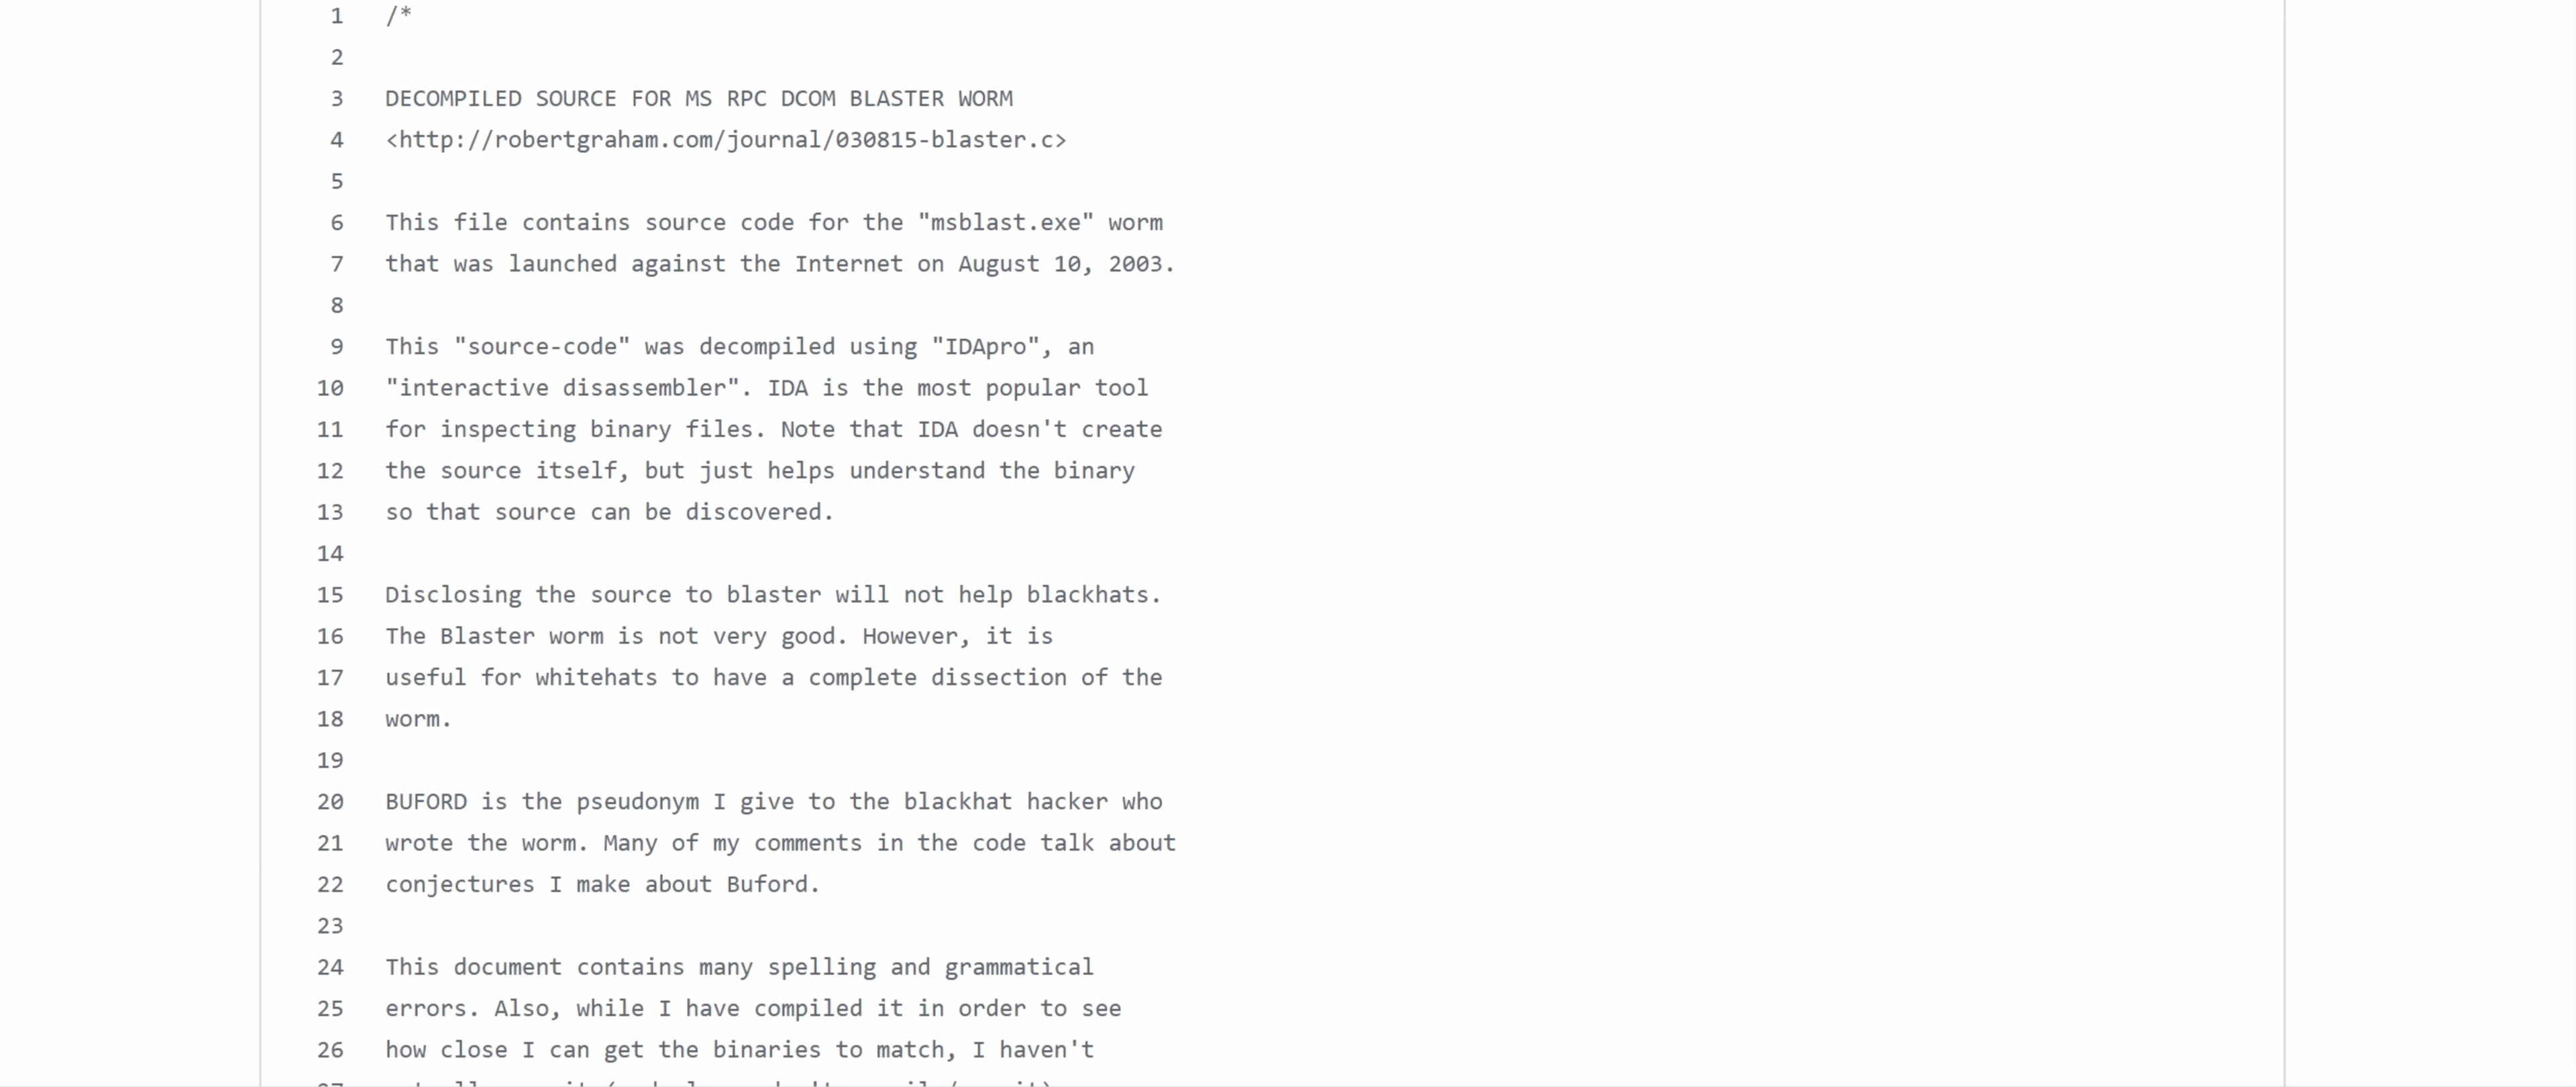 1 /*
2
3 DECOMPILED SOURCE FOR MS RPC DCOM BLASTER WORM
4 <http://robertgraham.com/journal/030815-blaster.c>
5
6 This file contains source code for the "msblast.exe" worm
7 that was launched against the Internet on August 10, 2003.
8
9 This "source-code" was decompiled using "IDApro", an
10 "interactive disassembler". IDA is the most popular tool
11 for inspecting binary files. Note that IDA doesn't create
12 the source itself, but just helps understand the binary
13 so that source can be discovered.
14
15 Disclosing the source to blaster will not help blackhats.
16 The Blaster worm is not very good. However, it is
17 useful for whitehats to have a complete dissection of the
18 worm.
19
20 BUFORD is the pseudonym I give to the blackhat hacker who
21 wrote the worm. Many of my comments in the code talk about
22 conjectures I make about Buford.
23
24 This document contains many spelling and grammatical
25 errors. Also, while I have compiled it in order to see
26 how close I can get the binaries to match, I haven't